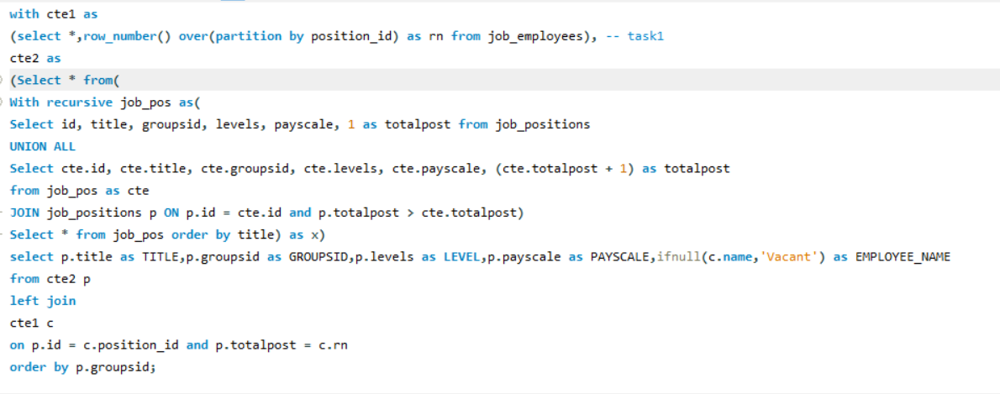 with cte1 as
(select *,row_number() over(partition by position_id) as rn from job_employees), -- task1
cte2 as
(Select * from(
With recursive job_pos as(
Select id, title, groupsid, levels, payscale, 1 as totalpost from job_positions
UNION ALL
Select cte.id, cte.title, cte.groupsid, cte.levels, cte.payscale, (cte.totalpost + 1) as totalpost
from job_pos as cte
JOIN job_positions p ON p.id = cte.id and p.totalpost > cte.totalpost)
Select * from job_pos order by title) as x)
select p.title as TITLE,p.groupsid as GROUPSID,p.levels as LEVEL,p.payscale as PAYSCALE,ifnull(c.name,'Vacant') as EMPLOYEE_NAME
from cte2 p
left join
cte1 c
on p.id = c.position_id and p.totalpost = c.rn
order by p.groupsid;